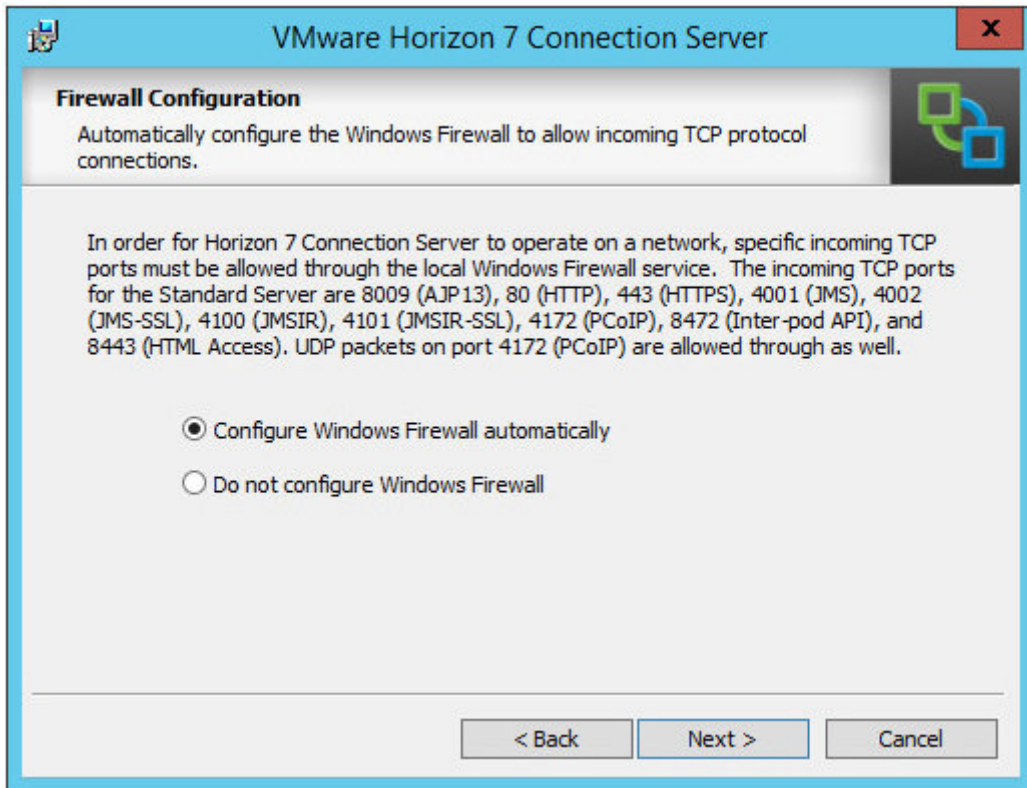 VMware Horizon 7 Connection Server
x
Firewall Configuration
Automatically configure the Windows Firewall to allow incoming TCP protocol
connections.
In order for Horizon 7 Connection Server to operate on a network, specific incoming TCP
ports must be allowed through the local Windows Firewall service.  The incoming TCP ports
for the Standard Server are 8009 (AJP13), 80 (HTTP), 443 (HTTPS), 4001 (JMS), 4002
(JMS-SSL), 4100 (JMSIR), 4101 (JMSIR-SSL), 4172 (PCoIP), 8472 (Inter-pod API), and
8443 (HTML Access). UDP packets on port 4172 (PCoIP) are allowed through as well.
Configure Windows Firewall automatically
Do not configure Windows Firewall
< Back Next > Cancel